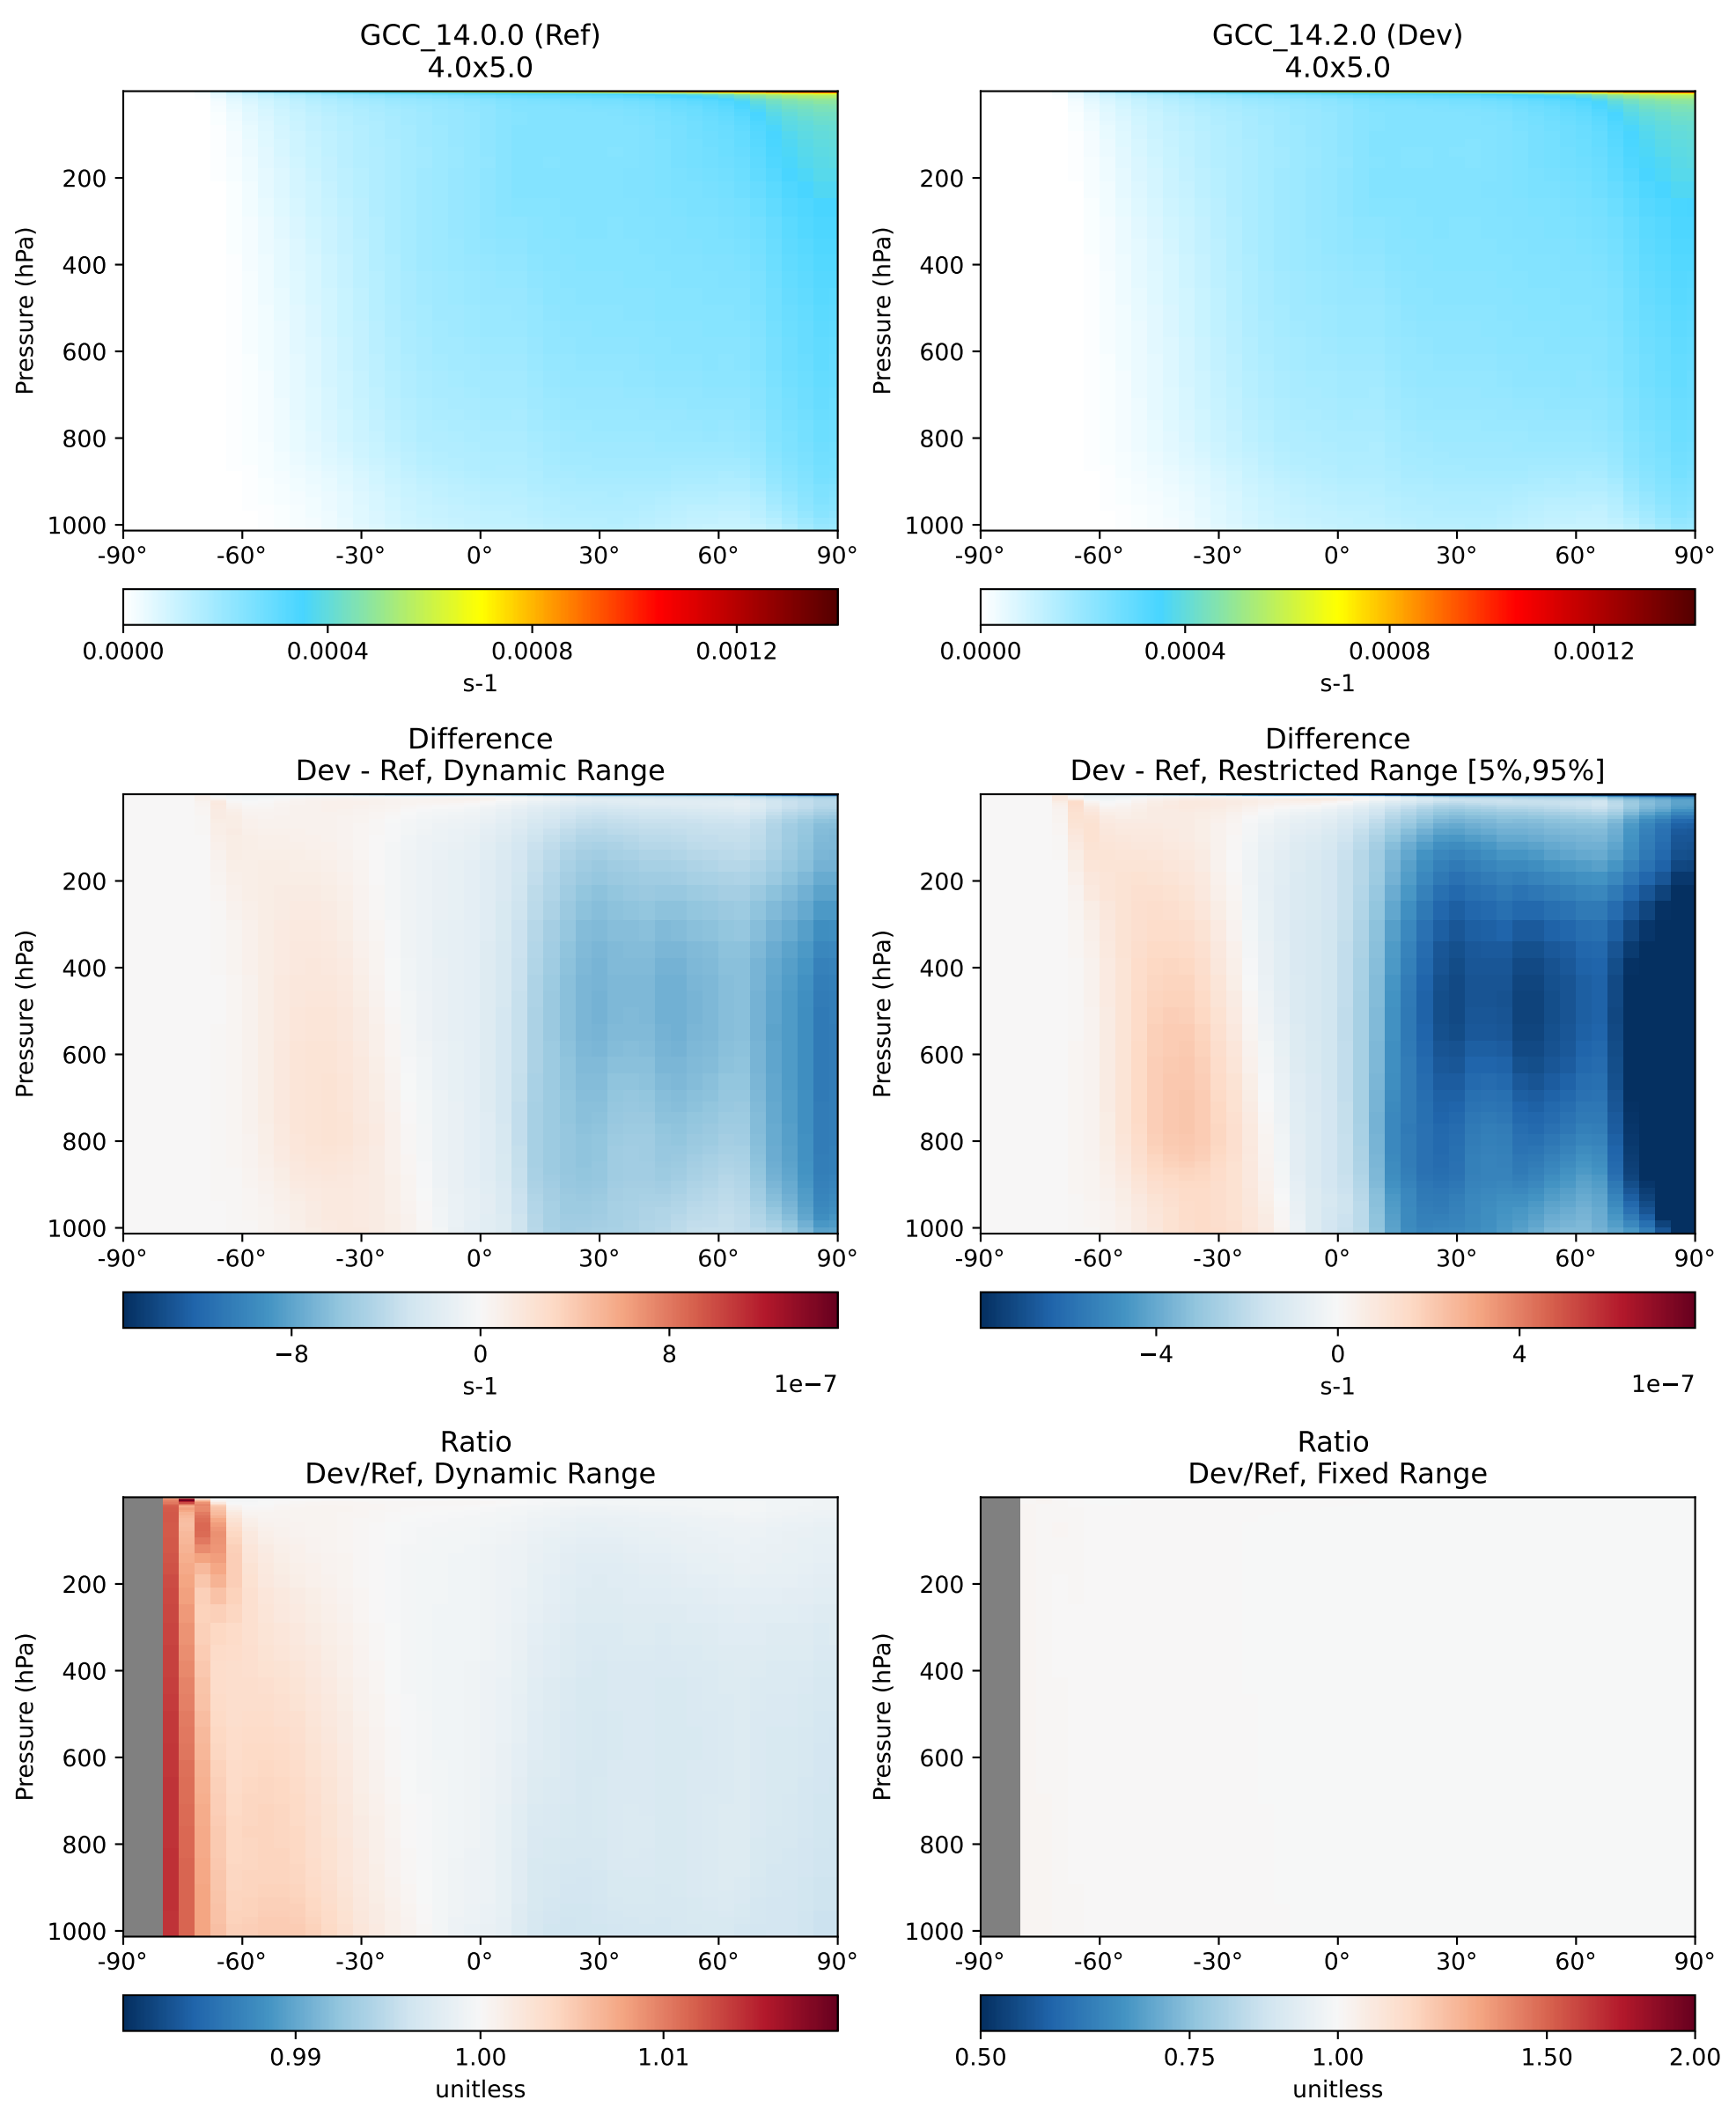 GCC_14.0.0 (Ref)
4.0x5.0
Pressure (hPa)
200
400
600
800
1000
-90° -60° -30° 0° 30° 60° 90°
0.0000 0.0004 0.0008 0.0012
s-1
GCC_14.2.0 (Dev)
4.0x5.0
Pressure (hPa)
200
400
600
800
1000
-90° -60° -30° 0° 30° 60° 90°
0.0000 0.0004 0.0008 0.0012
s-1
Difference
Dev - Ref, Dynamic Range
Pressure (hPa)
200
400
600
800
1000
-90° -60° -30° 0° 30° 60° 90°
−8 0 8
s-1
1e−7
Difference
Dev - Ref, Restricted Range [5%,95%]
Pressure (hPa)
200
400
600
800
1000
-90° -60° -30° 0° 30° 60° 90°
−4 0 4
s-1
1e−7
Ratio
Dev/Ref, Dynamic Range
Pressure (hPa)
200
400
600
800
1000
-90° -60° -30° 0° 30° 60° 90°
0.99 1.00 1.01
unitless
Ratio
Dev/Ref, Fixed Range
Pressure (hPa)
200
400
600
800
1000
-90° -60° -30° 0° 30° 60° 90°
0.50 0.75 1.00 1.50 2.00
unitless